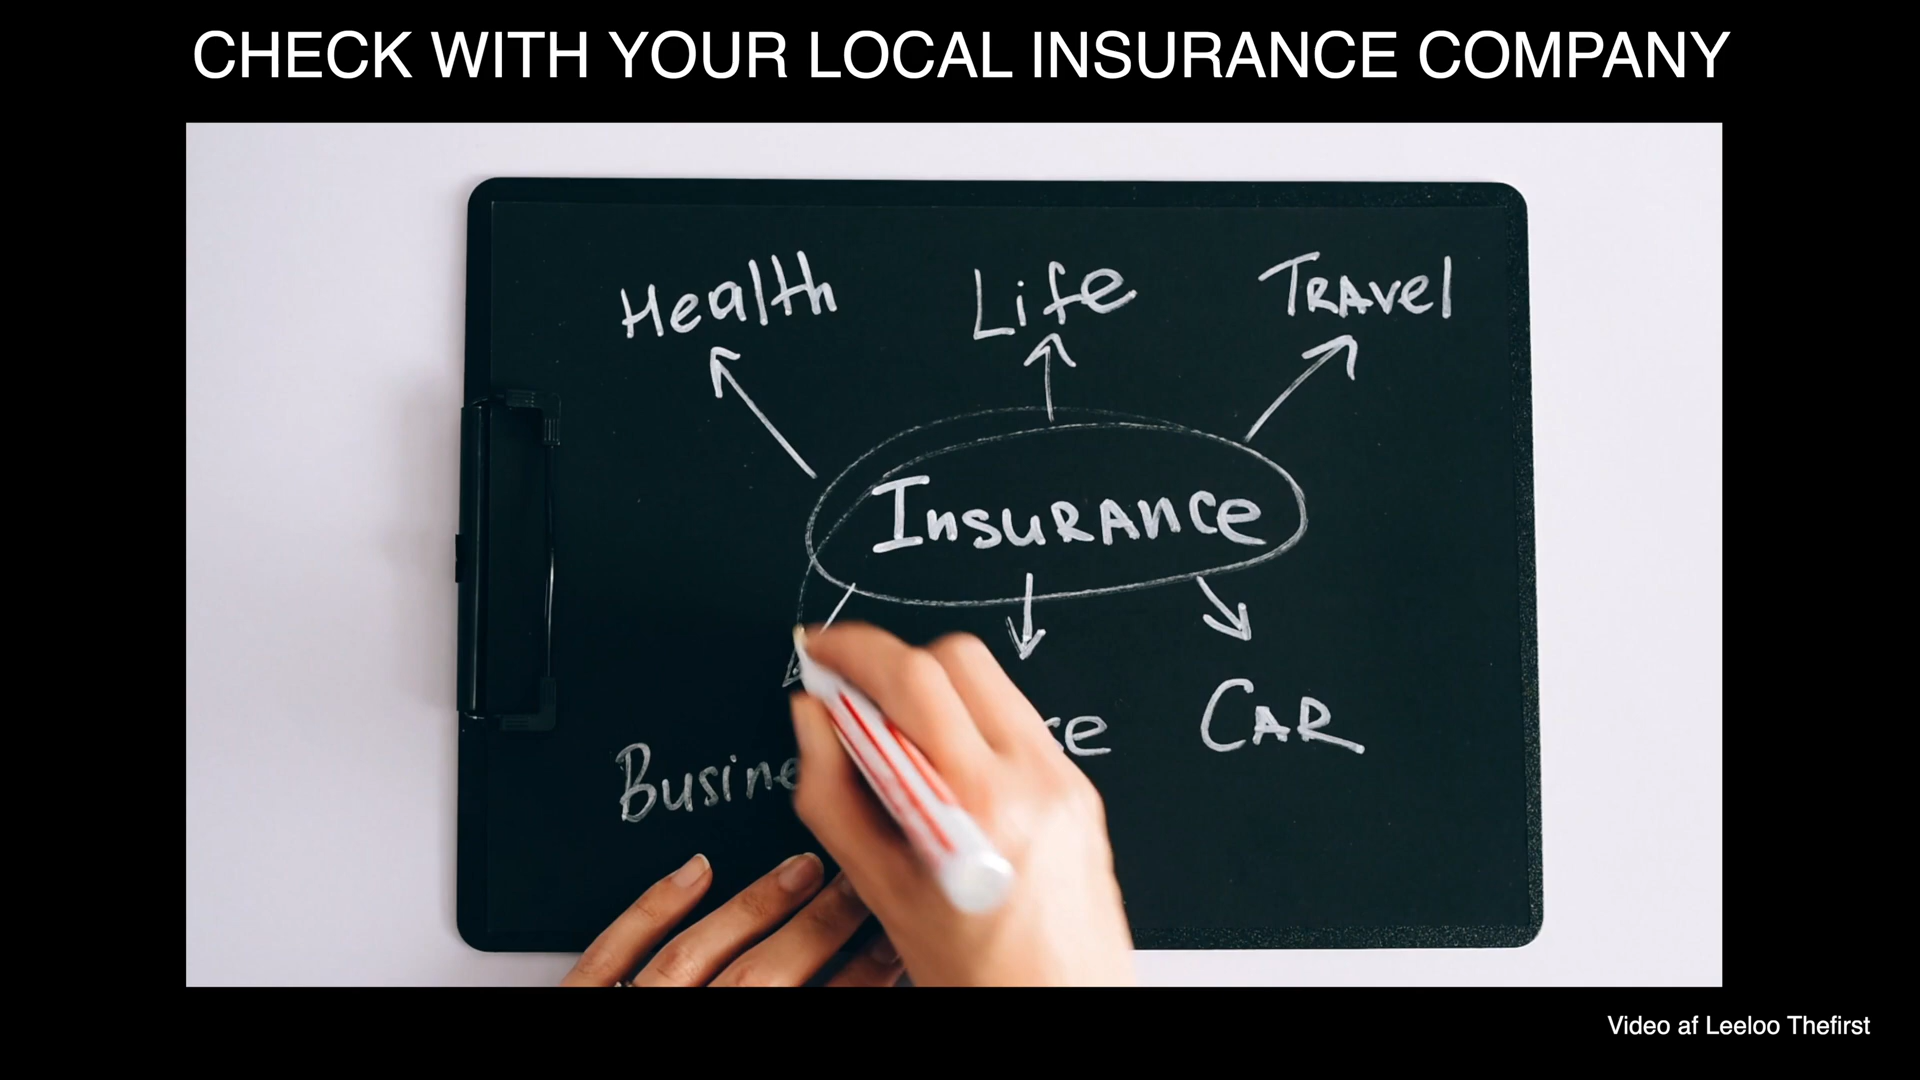 CHECK WITH YOUR LOCAL INSURANCE COMPANY
Health Life Travel
Insurance
Car
Video af Leeloo Thefirst